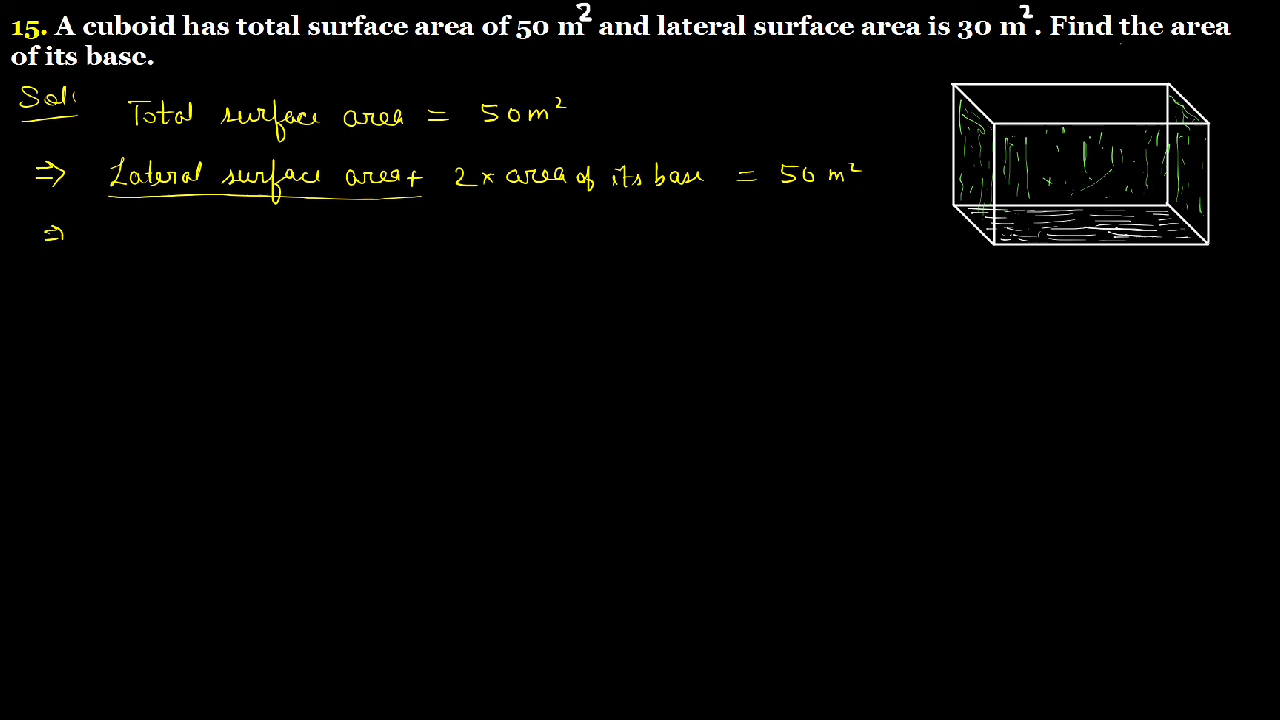 15. A cuboid has total surface area of 50 m² and lateral surface area is 30 m². Find the area
of its base.
Sol:
Total surface area = 50 m²
⇒ Lateral surface area + 2 × area of its base = 50 m²
⇒